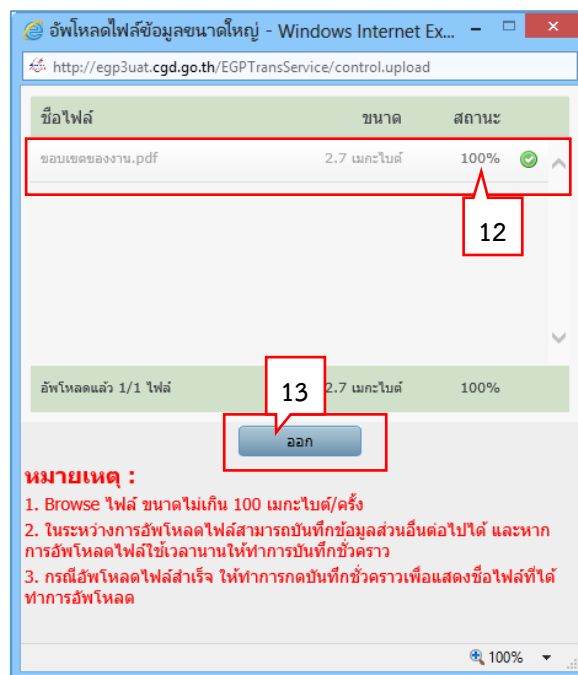 อัพโหลดไฟล์ข้อมูลขนาดใหญ่ - Windows Internet Ex...
http://egp3uat.cgd.go.th/EGPTransService/control.upload
ชื่อไฟล์ ขนาด สถานะ
ขอบเขตของงาน.pdf 2.7 เมกะไบต์ 100%
12
อัพโหลดแล้ว 1/1 ไฟล์ 2.7 เมกะไบต์ 100%
13
ออก
หมายเหตุ :
1. Browse ไฟล์ ขนาดไม่เกิน 100 เมกะไบต์/ครั้ง
2. ในระหว่างการอัพโหลดไฟล์สามารถบันทึกข้อมูลส่วนอื่นต่อไปได้ และหาก
การอัพโหลดไฟล์ใช้เวลานานให้ทำการบันทึกชั่วคราว
3. กรณีอัพโหลดไฟล์สำเร็จ ให้ทำการกดบันทึกชั่วคราวเพื่อแสดงชื่อไฟล์ที่ได้
ทำการอัพโหลด
100%